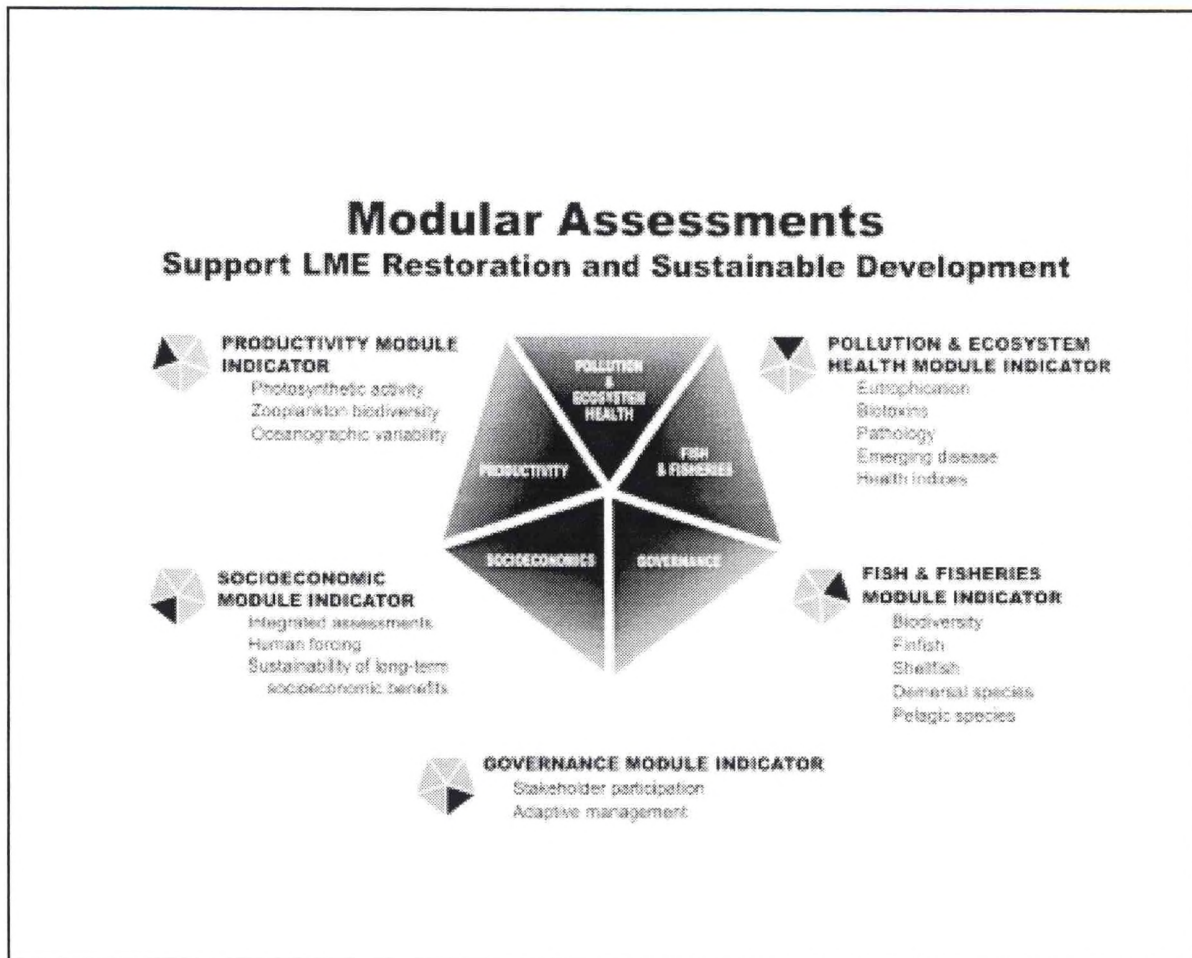 Modular Assessments
Support LME Restoration and Sustainable Development
PRODUCTIVITY MODULE
INDICATOR
Photosynthetic activity
Zooplankton biodiversity
Oceanographic variability
POLLUTION
&
ECOSYSTEM
HEALTH
PRODUCTIVITY
FISH
& FISHERIES
SOCIOECONOMICS
GOVERNANCE
POLLUTION & ECOSYSTEM
HEALTH MODULE INDICATOR
Eutrophication
Biotoxins
Pathology
Emerging disease
Health indices
SOCIOECONOMIC
MODULE INDICATOR
Integrated assessments
Human forcing
Sustainability of long-term
socioeconomic benefits
FISH & FISHERIES
MODULE INDICATOR
Biodiversity
Finfish
Shellfish
Demersal species
Pelagic species
GOVERNANCE MODULE INDICATOR
Stakeholder participation
Adaptive management